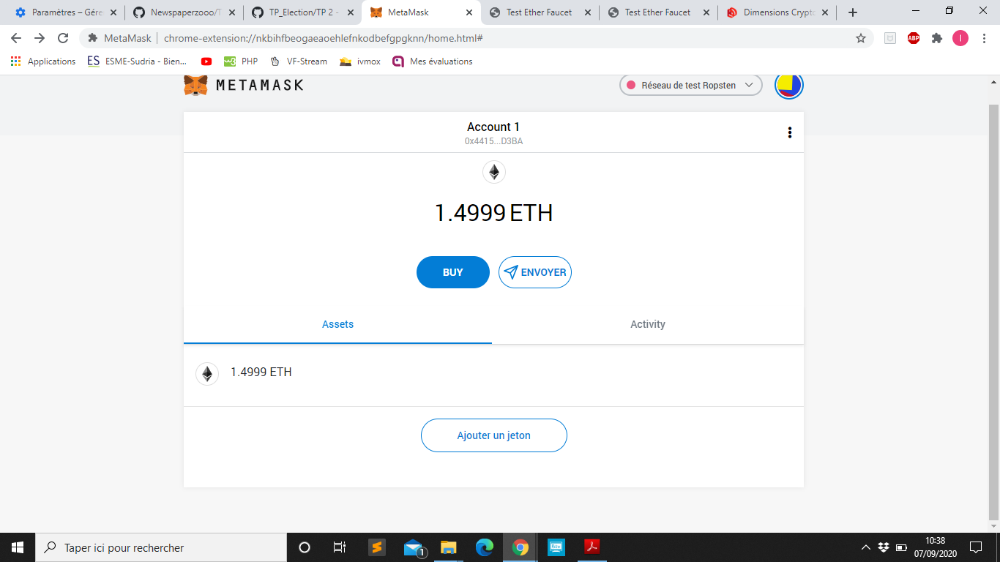 Paramètres – Gére
Newspaperzooo/T
TP_Election/TP 2 -
MetaMask
Test Ether Faucet
Test Ether Faucet
Dimensions Crypto
MetaMask
chrome-extension://nkbihfbeogaeaoehlefnkodbefgpgknn/home.html#
ABP
I
Applications
ES
ESME-Sudria - Bien...
PHP
VF-Stream
ivmox
Mes évaluations
METAMASK
Réseau de test Ropsten
Account 1
0x4415...D3BA
1.4999 ETH
BUY
ENVOYER
Assets
Activity
1.4999 ETH
Ajouter un jeton
Taper ici pour rechercher
1
10:38
07/09/2020